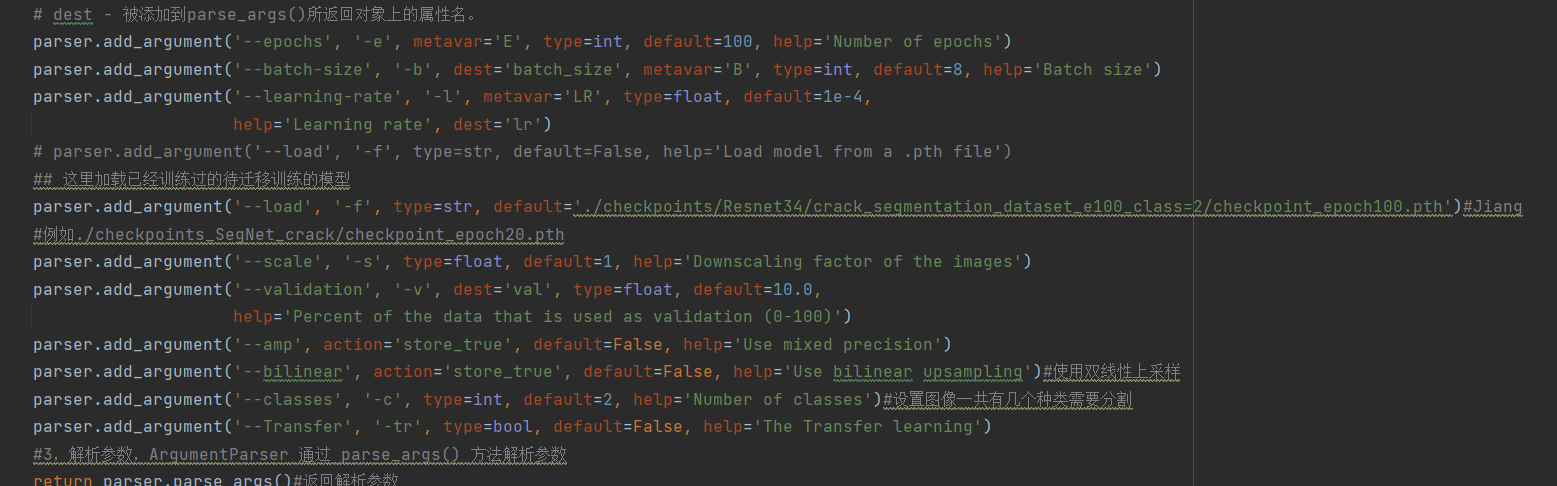 # dest - 被添加到parse_args()所返回对象上的属性名。
parser.add_argument('--epochs', '-e', metavar='E', type=int, default=100, help='Number of epochs')
parser.add_argument('--batch-size', '-b', dest='batch_size', metavar='B', type=int, default=8, help='Batch size')
parser.add_argument('--learning-rate', '-l', metavar='LR', type=float, default=1e-4,
help='Learning rate', dest='lr')
# parser.add_argument('--load', '-f', type=str, default=False, help='Load model from a .pth file')
## 这里加载已经训练过的待迁移训练的模型
parser.add_argument('--load', '-f', type=str, default='./checkpoints/Resnet34/crack_segmentation_dataset_e100_class=2/checkpoint_epoch100.pth')#Jiang
#例如./checkpoints_SegNet_crack/checkpoint_epoch20.pth
parser.add_argument('--scale', '-s', type=float, default=1, help='Downscaling factor of the images')
parser.add_argument('--validation', '-v', dest='val', type=float, default=10.0,
help='Percent of the data that is used as validation (0-100)')
parser.add_argument('--amp', action='store_true', default=False, help='Use mixed precision')
parser.add_argument('--bilinear', action='store_true', default=False, help='Use bilinear upsampling')#使用双线性上采样
parser.add_argument('--classes', '-c', type=int, default=2, help='Number of classes')#设置图像一共有几个种类需要分割
parser.add_argument('--Transfer', '-tr', type=bool, default=False, help='The Transfer learning')
#3，解析参数，ArgumentParser 通过 parse_args() 方法解析参数
return parser.parse_args()#返回解析参数